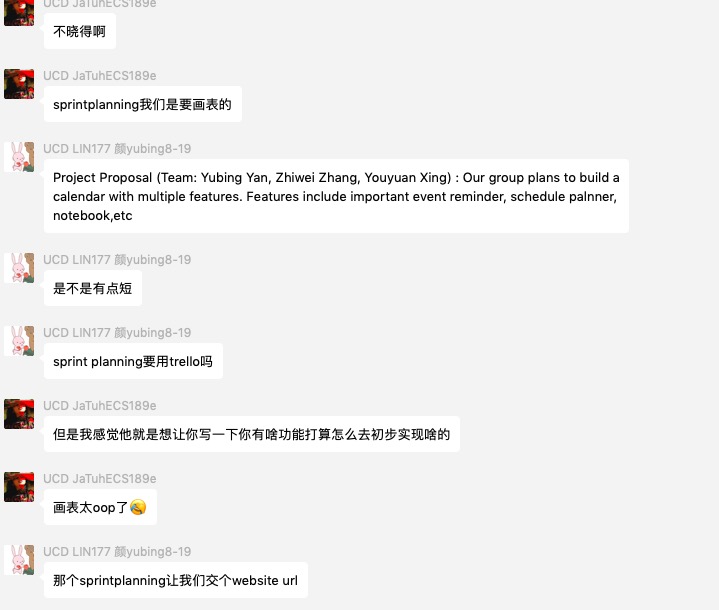 UCD JaTuhECS189e
不晓得啊
UCD JaTuhECS189e
sprintplanning我们是要画表的
UCD LIN177 颜yubing8-19
Project Proposal (Team: Yubing Yan, Zhiwei Zhang, Youyuan Xing) : Our group plans to build a
calendar with multiple features. Features include important event reminder, schedule palnner,
notebook,etc
UCD LIN177 颜yubing8-19
是不是有点短
UCD LIN177 颜yubing8-19
sprint planning要用trello吗
UCD JaTuhECS189e
但是我感觉他就是想让你写一下你有啥功能打算怎么去初步实现啥的
UCD JaTuhECS189e
画表太oop了🤣
UCD LIN177 颜yubing8-19
那个sprintplanning让我们交个website url